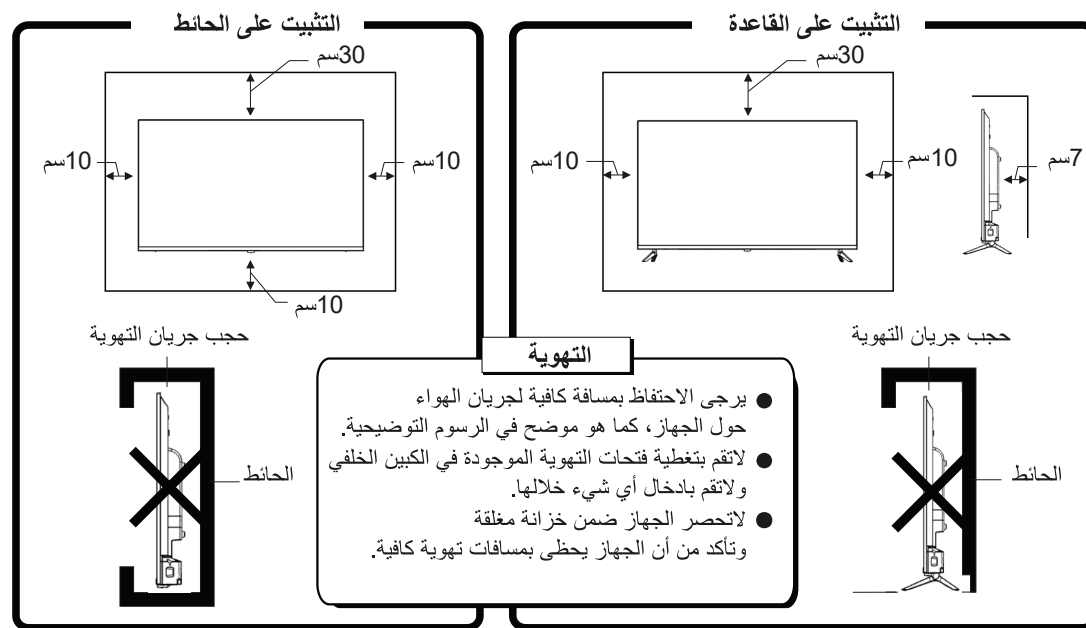 التثبيت على القاعدة
30سم
10سم
10سم
7سم
حجب جريان التهوية
الحائط
التثبيت على الحائط
30سم
10سم
10سم
10سم
حجب جريان التهوية
الحائط
التهوية
● يرجى الاحتفاظ بمسافة كافية لجريان الهواء
حول الجهاز، كما هو موضح في الرسوم التوضيحية.
● لاتقم بتغطية فتحات التهوية الموجودة في الكبين الخلفي
ولاتقم بادخال أي شيء خلالها.
● لاتحصر الجهاز ضمن خزانة مغلقة
وتأكد من أن الجهاز يحظى بمسافات تهوية كافية.